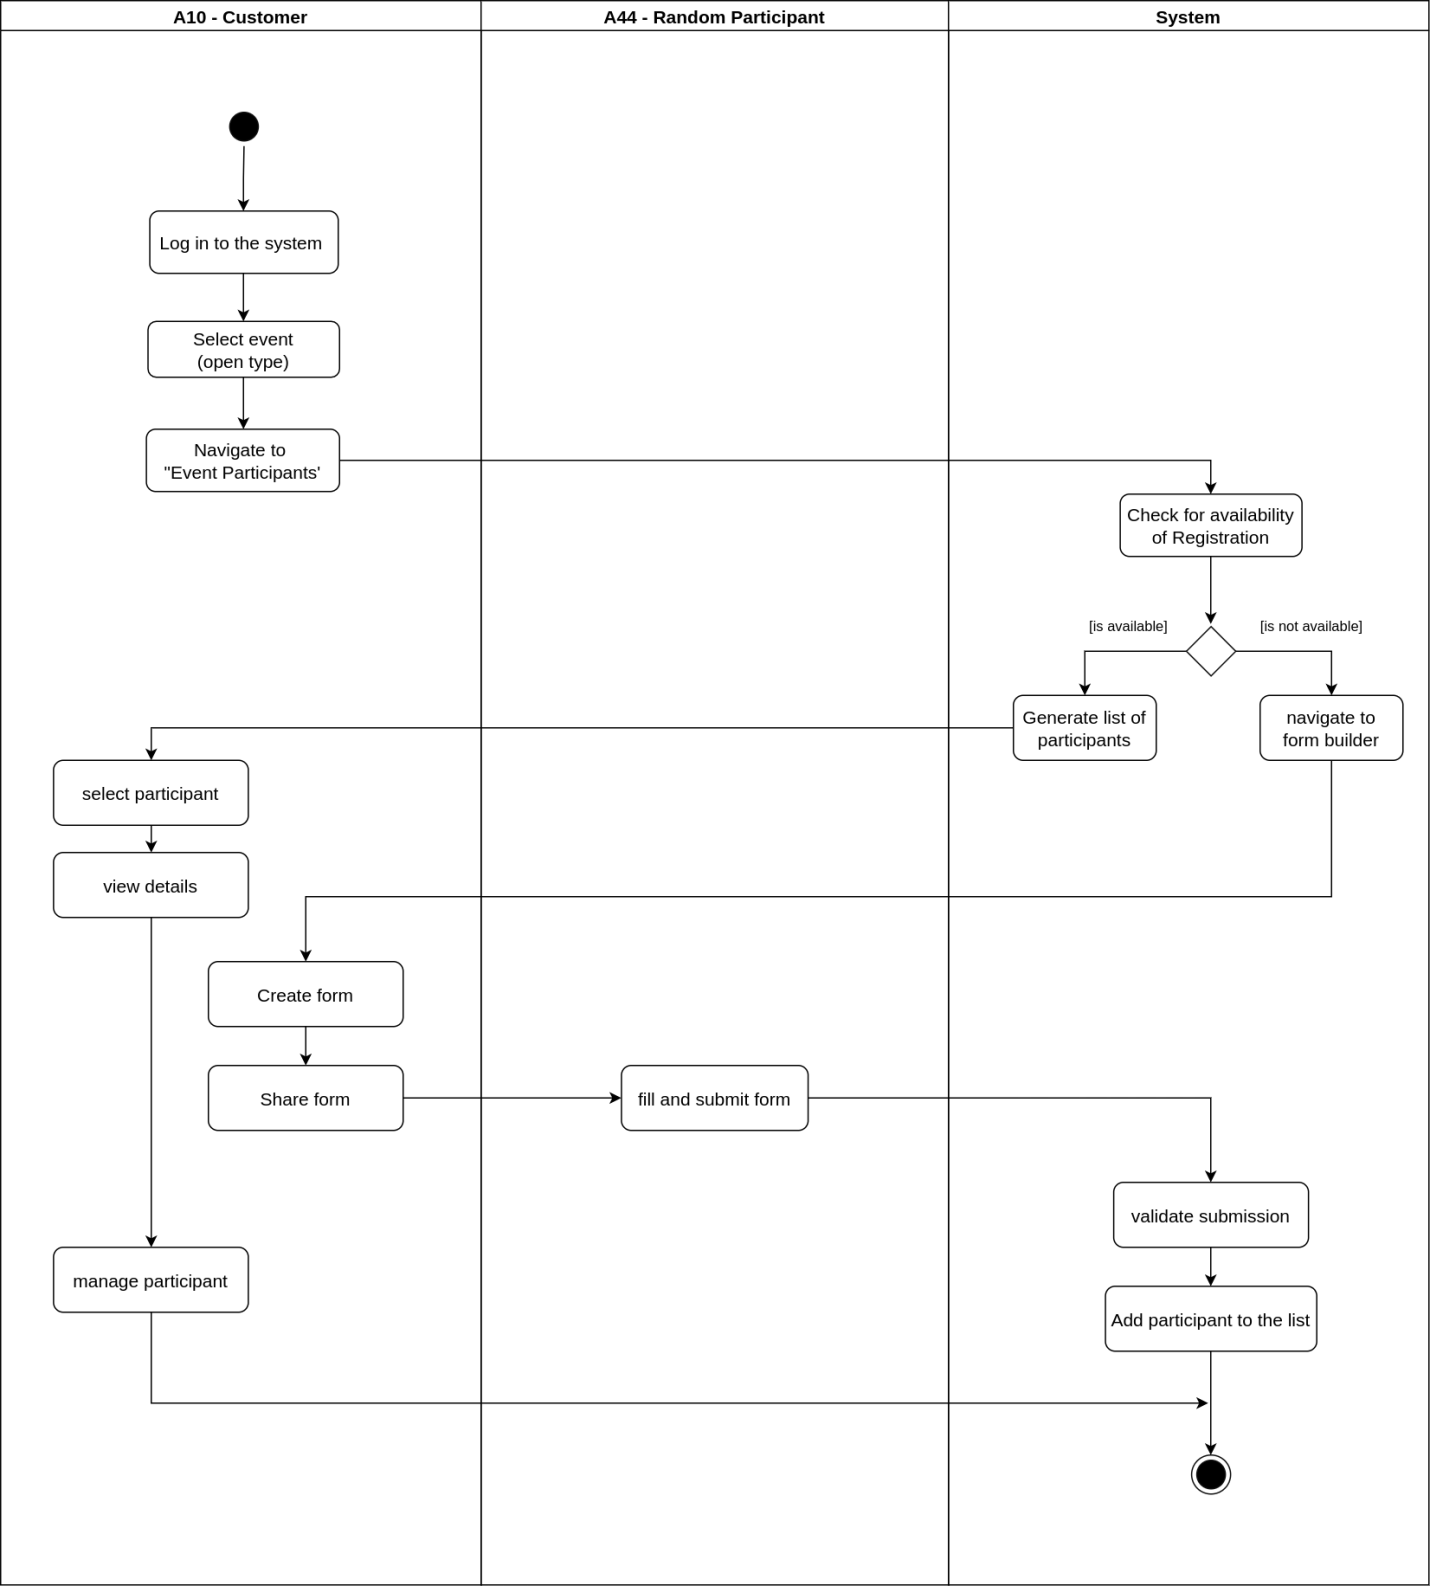 A10 - Customer
A44 - Random Participant
System
Log in to the system
Select event
(open type)
Navigate to
"Event Participants'
Check for availability
of Registration
[is available]
[is not available]
Generate list of
participants
navigate to
form builder
select participant
view details
Create form
Share form
fill and submit form
validate submission
manage participant
Add participant to the list